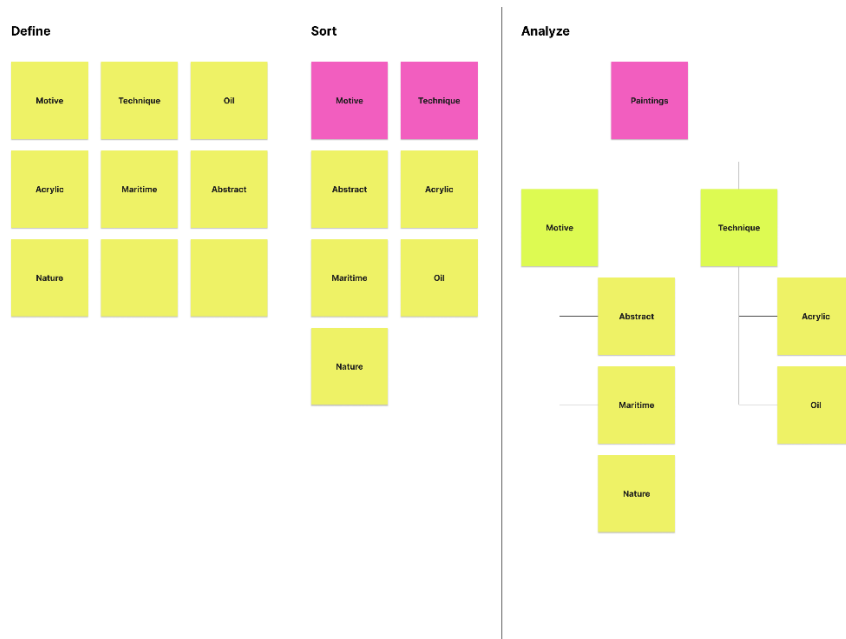 Define
Sort
Analyze
Motive
Technique
Oil
Acrylic
Maritime
Abstract
Nature
Motive
Technique
Abstract
Acrylic
Maritime
Oil
Nature
Paintings
Motive
Technique
Abstract
Acrylic
Maritime
Oil
Nature